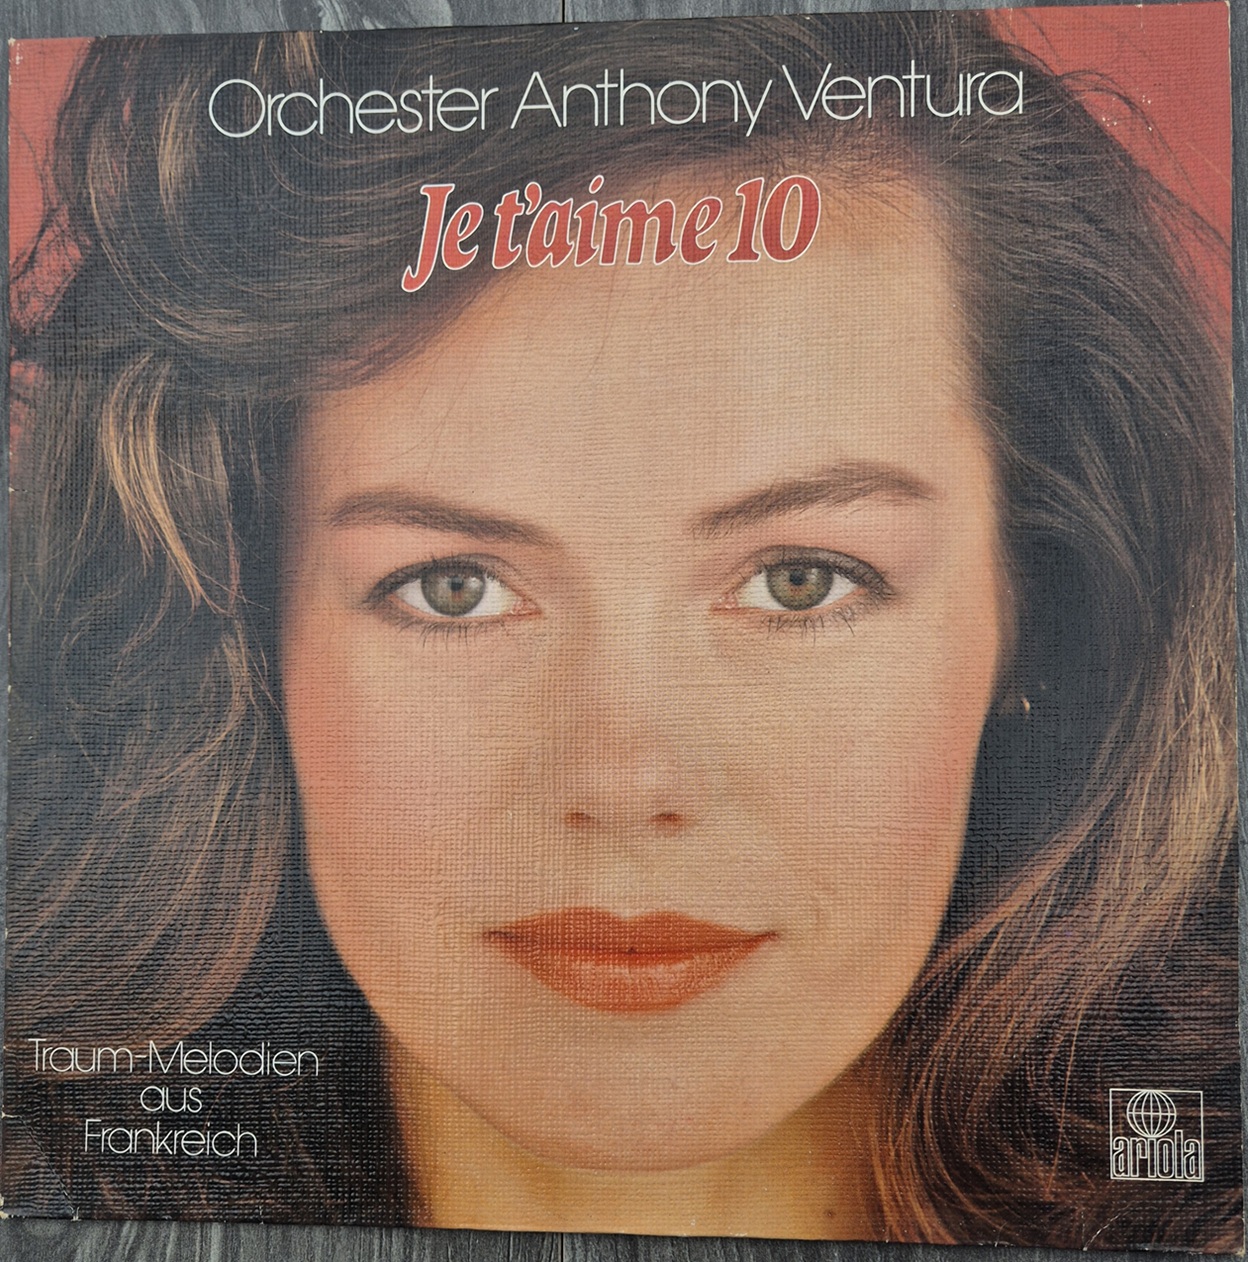 Orchester Anthony Ventura
Je t'aime 10
Traum-Melodien
aus
Frankreich
ariola